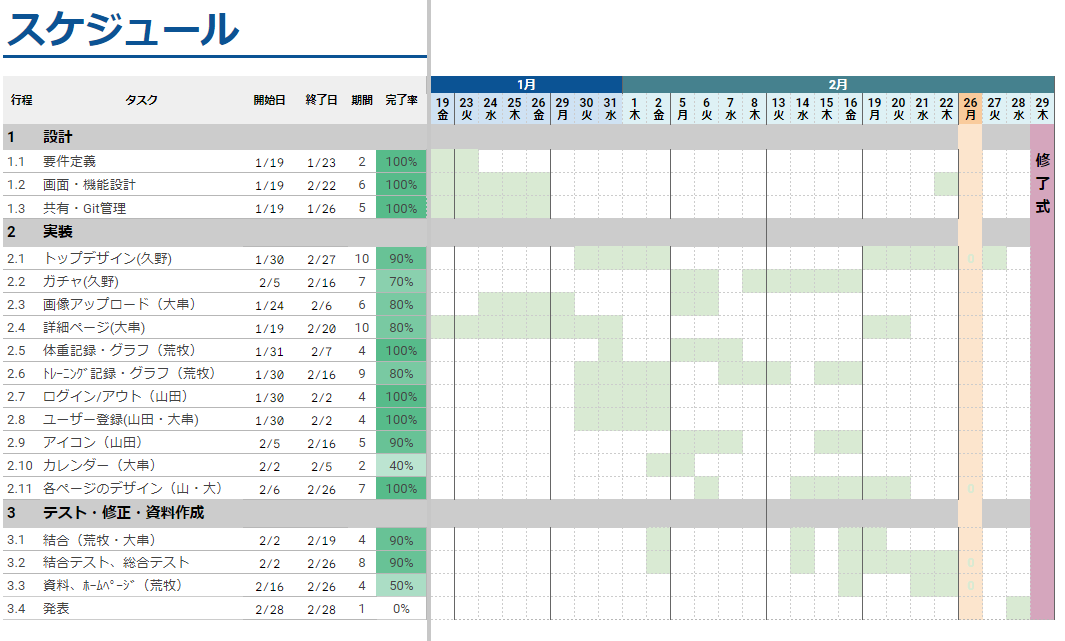 スケジュール
1月 2月
行程 タスク 開始日 終了日 期間 完了率 19 23 24 25 26 29 30 31 1 2 5 6 7 8 13 14 15 16 19 20 21 22 26 27 28 29
金 火 水 木 金 月 火 水 木 金 月 火 水 木 火 水 木 金 月 火 水 木 月 火 水 木
1 設計
1.1 要件定義 1/19 1/23 2 100%
1.2 画面・機能設計 1/19 2/22 6 100%
1.3 共有・Git管理 1/19 1/26 5 100%
修了式
2 実装
2.1 トップデザイン(久野) 1/30 2/27 10 90% 0
2.2 ガチャ(久野) 2/5 2/16 7 70%
2.3 画像アップロード（大串） 1/24 2/6 6 80%
2.4 詳細ページ(大串) 1/19 2/20 10 80%
2.5 体重記録・グラフ（荒牧） 1/31 2/7 4 100%
2.6 ﾄﾚｰﾆﾝｸﾞ記録・グラフ（荒牧） 1/30 2/16 9 80%
2.7 ログイン/アウト（山田） 1/30 2/2 4 100%
2.8 ユーザー登録(山田・大串) 1/30 2/2 4 100%
2.9 アイコン（山田） 2/5 2/16 5 90%
2.10 カレンダー（大串） 2/2 2/5 2 40%
2.11 各ページのデザイン（山・大） 2/6 2/26 7 100% 0
3 テスト・修正・資料作成
3.1 結合（荒牧・大串） 2/2 2/19 4 90%
3.2 結合テスト、総合テスト 2/2 2/26 8 90% 0
3.3 資料、ﾎｰﾑﾍﾟｰｼﾞ（荒牧） 2/16 2/26 4 50% 0
3.4 発表 2/28 2/28 1 0%